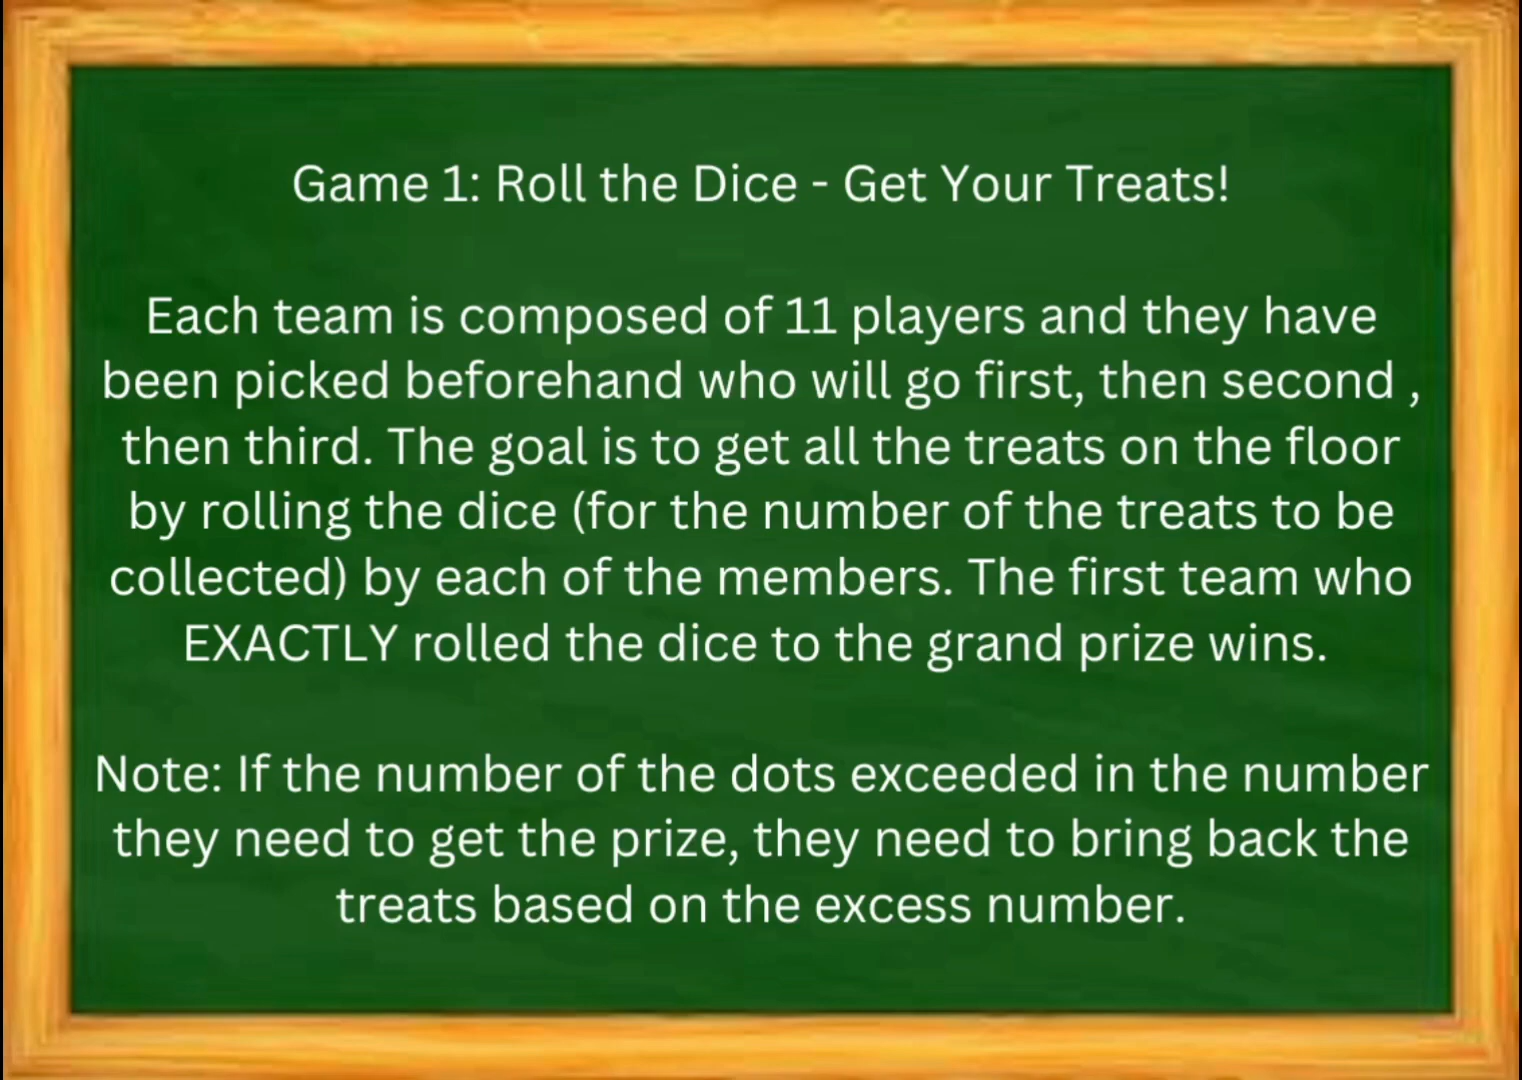 Game 1: Roll the Dice - Get Your Treats!
Each team is composed of 11 players and they have
been picked beforehand who will go first, then second ,
then third. The goal is to get all the treats on the floor
by rolling the dice (for the number of the treats to be
collected) by each of the members. The first team who
EXACTLY rolled the dice to the grand prize wins.
Note: If the number of the dots exceeded in the number
they need to get the prize, they need to bring back the
treats based on the excess number.